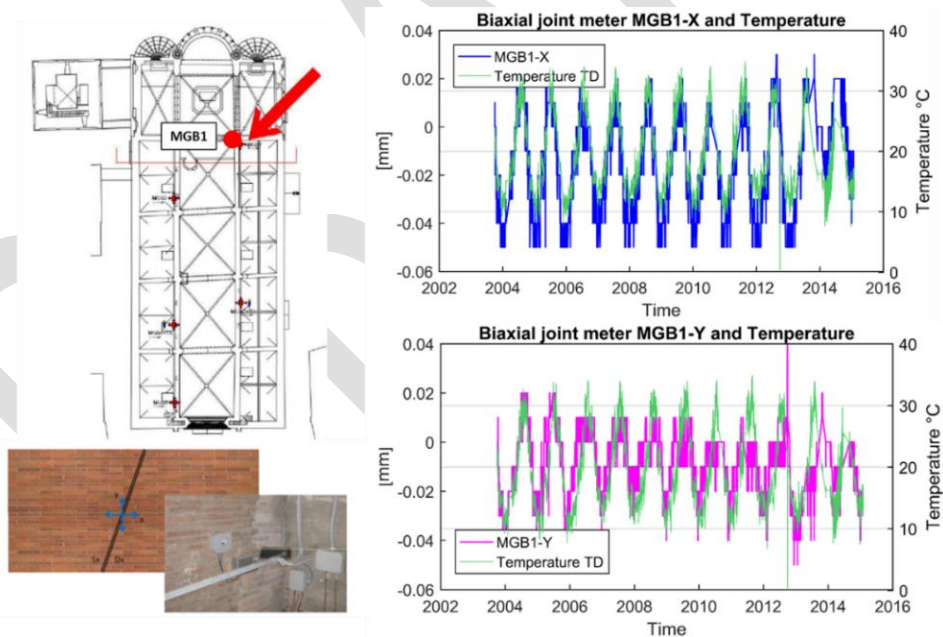 MGB1
Biaxial joint meter MGB1-X and Temperature
MGB1-X
Temperature TD
0.04
0.02
0
-0.02
-0.04
-0.06
[mm]
40
30
20
10
0
Temperature °C
2002 2004 2006 2008 2010 2012 2014 2016
Time
Biaxial joint meter MGB1-Y and Temperature
MGB1-Y
Temperature TD
0.04
0.02
0
-0.02
-0.04
-0.06
[mm]
40
30
20
10
0
Temperature °C
2002 2004 2006 2008 2010 2012 2014 2016
Time
Sx Dx